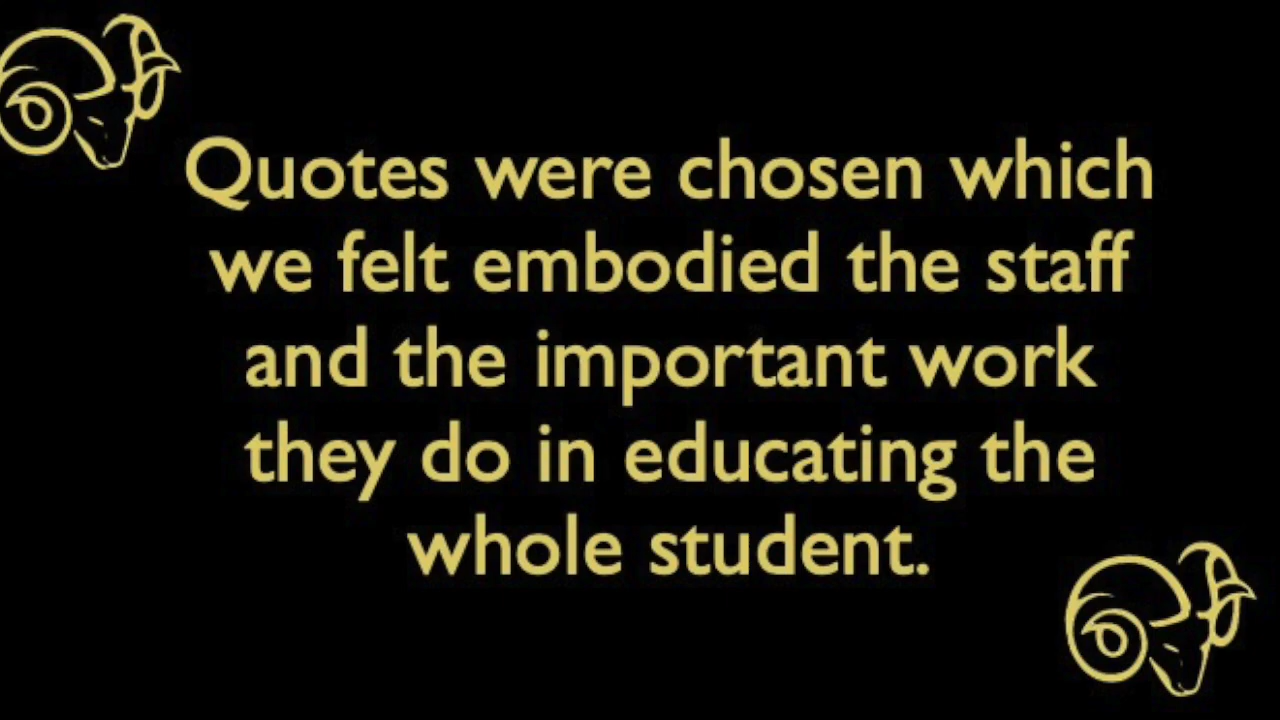 Quotes were chosen which
we felt embodied the staff
and the important work
they do in educating the
whole student.